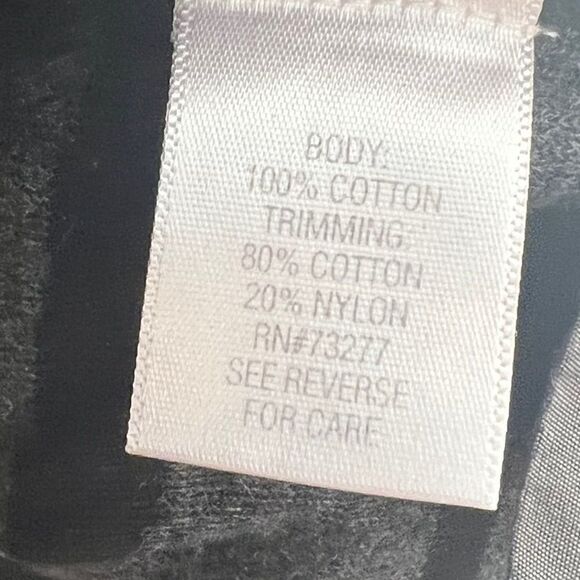 BODY:
100% COTTON
TRIMMING:
80% COTTON
20% NYLON
RN#73277
SEE REVERSE
FOR CARE